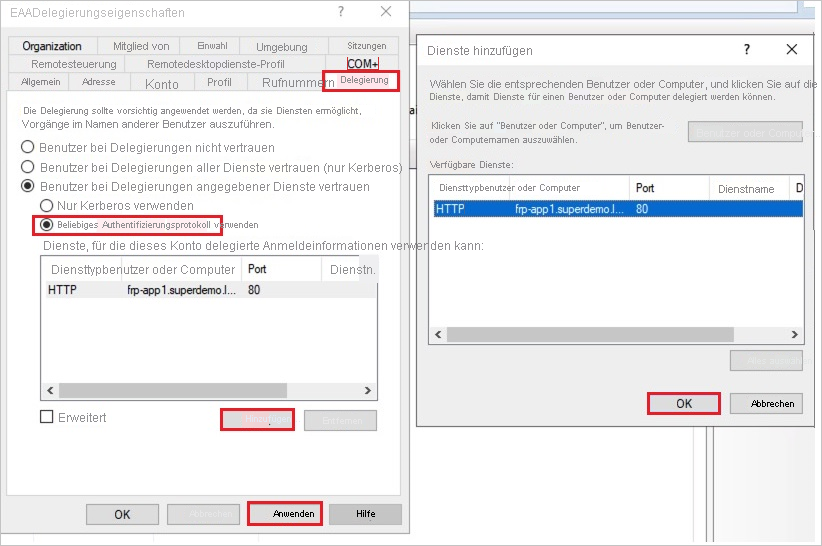 EAADelegierungseigenschaften
?
Organization Mitglied von Einwahl Umgebung Sitzungen
Remotesteuerung Remotedesktopdienste-Profil COM+
Allgemein Adresse Konto Profil Rufnummern Delegierung
Die Delegierung sollte vorsichtig angewendet werden, da sie Diensten ermöglicht,
Vorgänge im Namen anderer Benutzer auszuführen.
Benutzer bei Delegierungen nicht vertrauen
Benutzer bei Delegierungen aller Dienste vertrauen (nur Kerberos)
Benutzer bei Delegierungen angegebener Dienste vertrauen
Nur Kerberos verwenden
Beliebiges Authentifizierungsprotokoll verwenden
Dienste, für die dieses Konto delegierte Anmeldeinformationen verwenden kann:
Diensttypbenutzer oder Computer Port Dienstn.
HTTP frp-app1.superdemo.l... 80
Erweitert
Hinzufügen Entfernen
OK Abbrechen Anwenden Hilfe
Dienste hinzufügen
?
Wählen Sie die entsprechenden Benutzer oder Computer, und klicken Sie auf die
Dienste, damit Dienste für einen Benutzer oder Computer delegiert werden können.
Klicken Sie auf "Benutzer oder Computer", um Benutzer-
oder Computernamen auszuwählen.
Benutzer oder Computer
Verfügbare Dienste:
Diensttypbenutzer oder Computer Port Dienstname D
HTTP frp-app1.superdemo.l... 80
OK Abbrechen